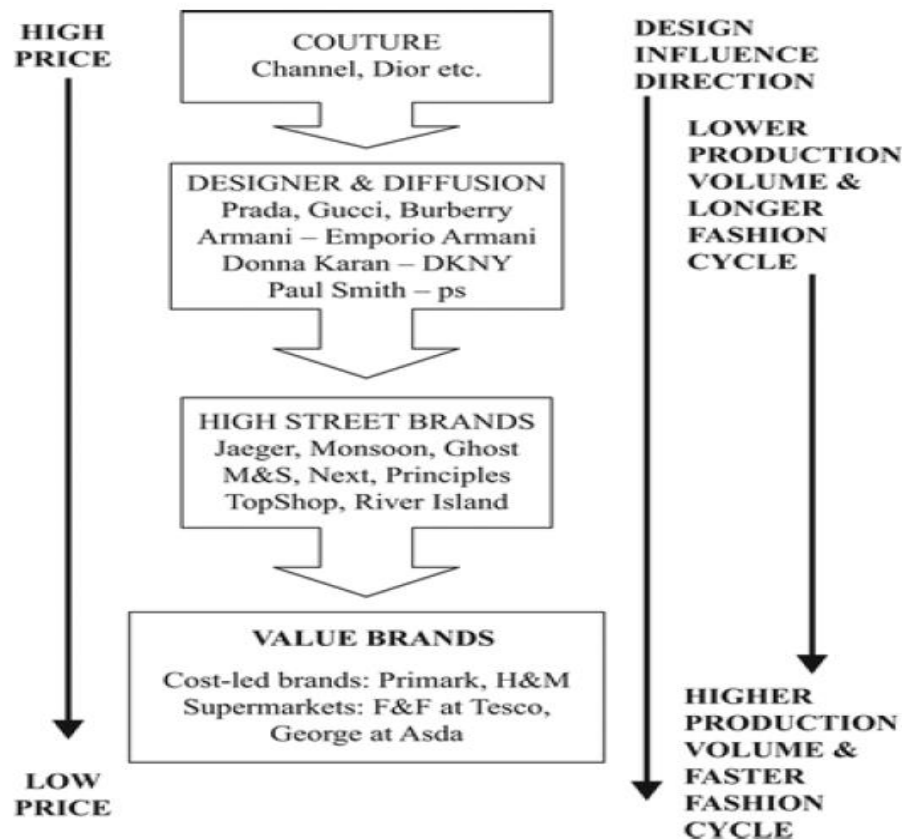 HIGH
PRICE
COUTURE
Channel, Dior etc.
DESIGN
INFLUENCE
DIRECTION
LOWER
PRODUCTION
VOLUME &
LONGER
FASHION
CYCLE
DESIGNER & DIFFUSION
Prada, Gucci, Burberry
Armani – Emporio Armani
Donna Karan – DKNY
Paul Smith – ps
HIGH STREET BRANDS
Jaeger, Monsoon, Ghost
M&S, Next, Principles
TopShop, River Island
VALUE BRANDS
Cost-led brands: Primark, H&M
Supermarkets: F&F at Tesco,
George at Asda
LOW
PRICE
HIGHER
PRODUCTION
VOLUME &
FASTER
FASHION
CYCLE